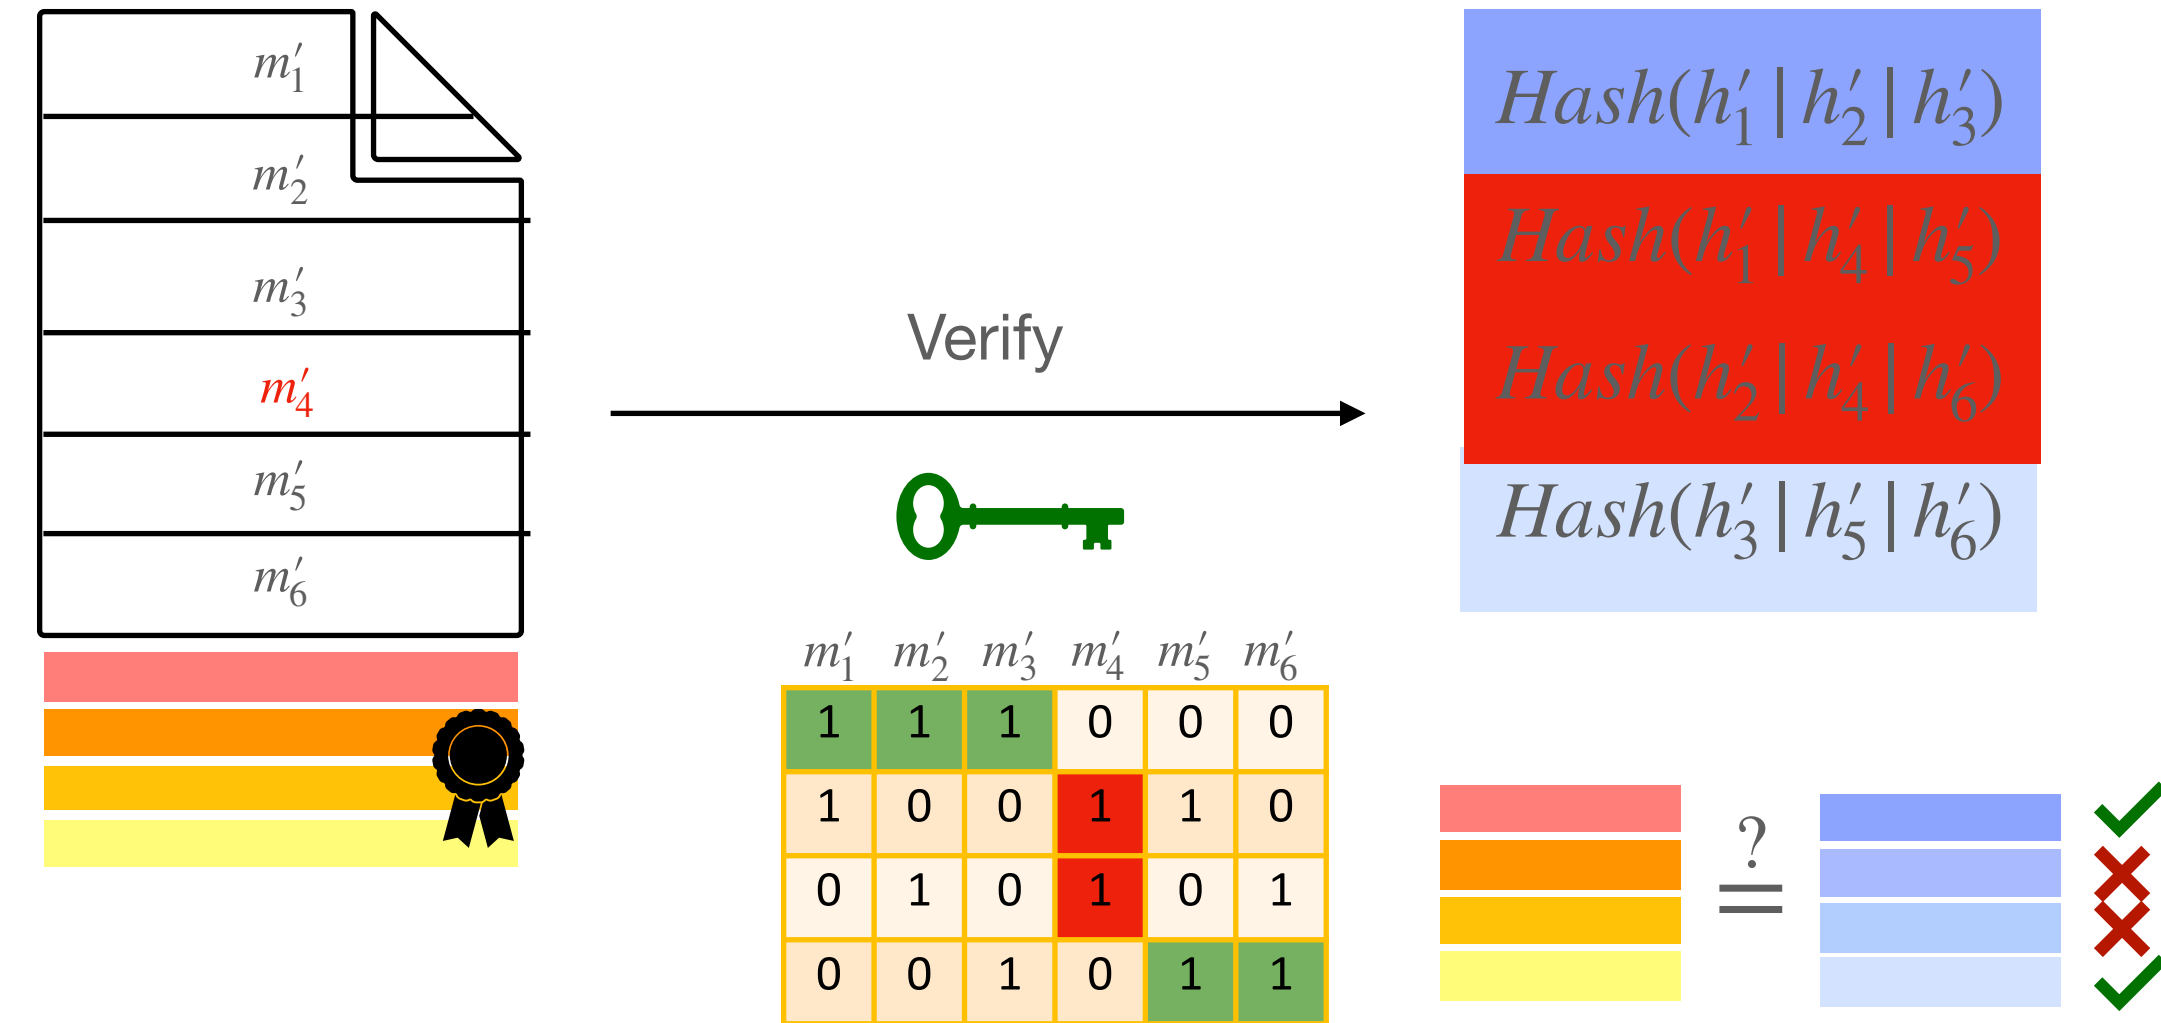 m′₁
m′₂
m′₃
m′₄
m′₅
m′₆
Verify
Hash(h′₁ | h′₂ | h′₃)
Hash(h′₁ | h′₄ | h′₅)
Hash(h′₂ | h′₄ | h′₆)
Hash(h′₃ | h′₅ | h′₆)
m′₁ m′₂ m′₃ m′₄ m′₅ m′₆
1 1 1 0 0 0
1 0 0 1 1 0
0 1 0 1 0 1
0 0 1 0 1 1
?
=